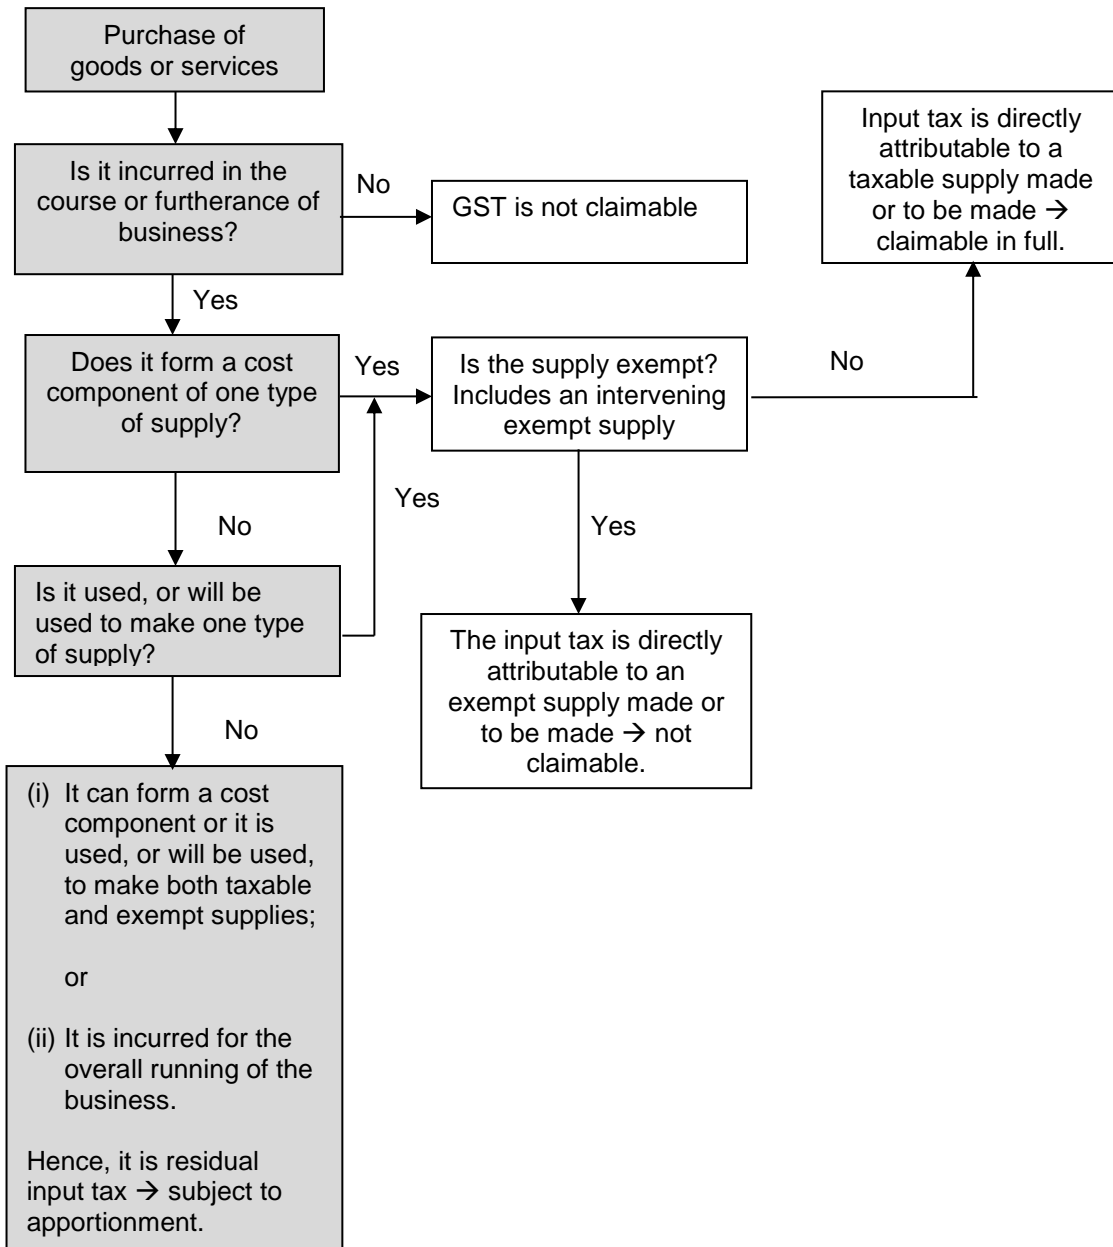 Purchase of
goods or services
Is it incurred in the
course or furtherance of
business?
No
GST is not claimable
Input tax is directly
attributable to a
taxable supply made
or to be made →
claimable in full.
Yes
Does it form a cost
component of one type
of supply?
Yes
Is the supply exempt?
Includes an intervening
exempt supply
No
Yes
No
Yes
Is it used, or will be
used to make one type
of supply?
The input tax is directly
attributable to an
exempt supply made or
to be made → not
claimable.
No
(i) It can form a cost
component or it is
used, or will be used,
to make both taxable
and exempt supplies;
or
(ii) It is incurred for the
overall running of the
business.
Hence, it is residual
input tax → subject to
apportionment.